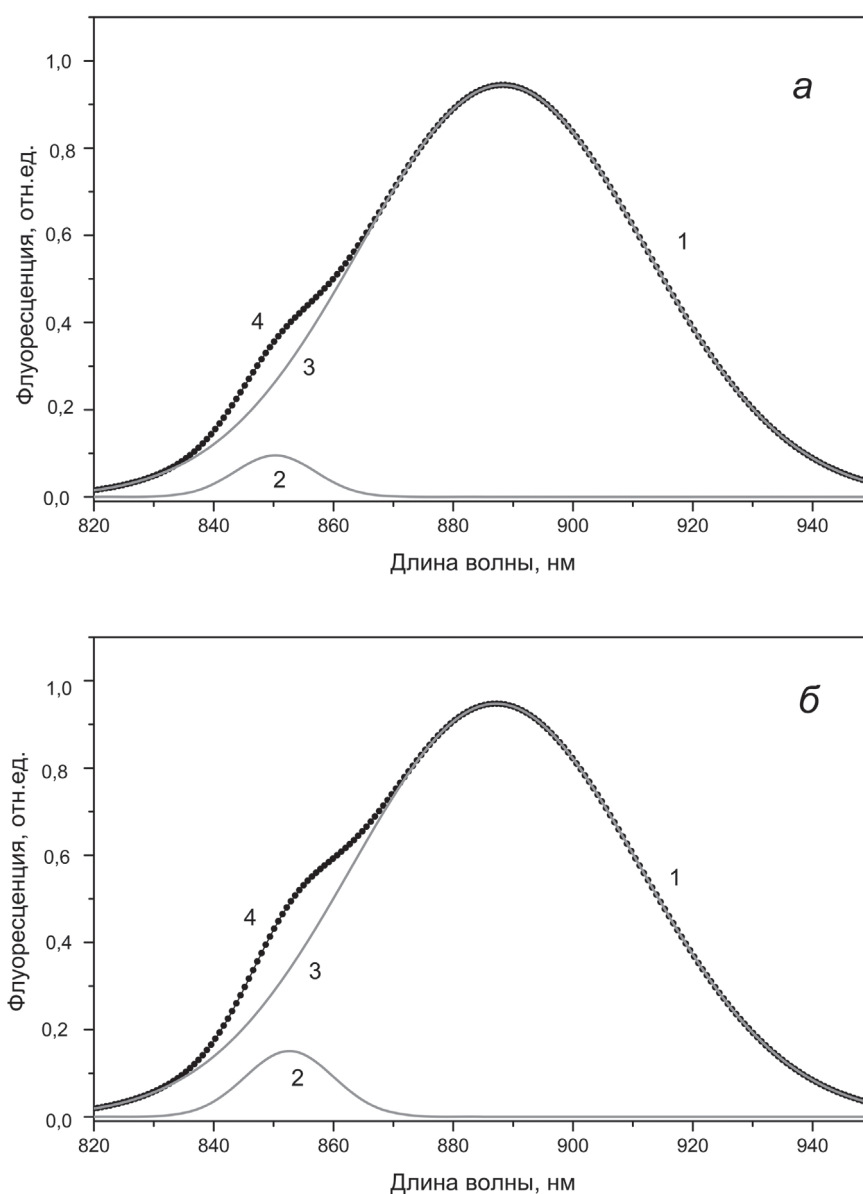 а
Флуоресценция, отн.ед.
1,0
0,8
0,6
0,4
0,2
0,0
1
4
3
2
820 840 860 880 900 920 940
Длина волны, нм
б
Флуоресценция, отн.ед.
1,0
0,8
0,6
0,4
0,2
0,0
1
4
3
2
820 840 860 880 900 920 940
Длина волны, нм